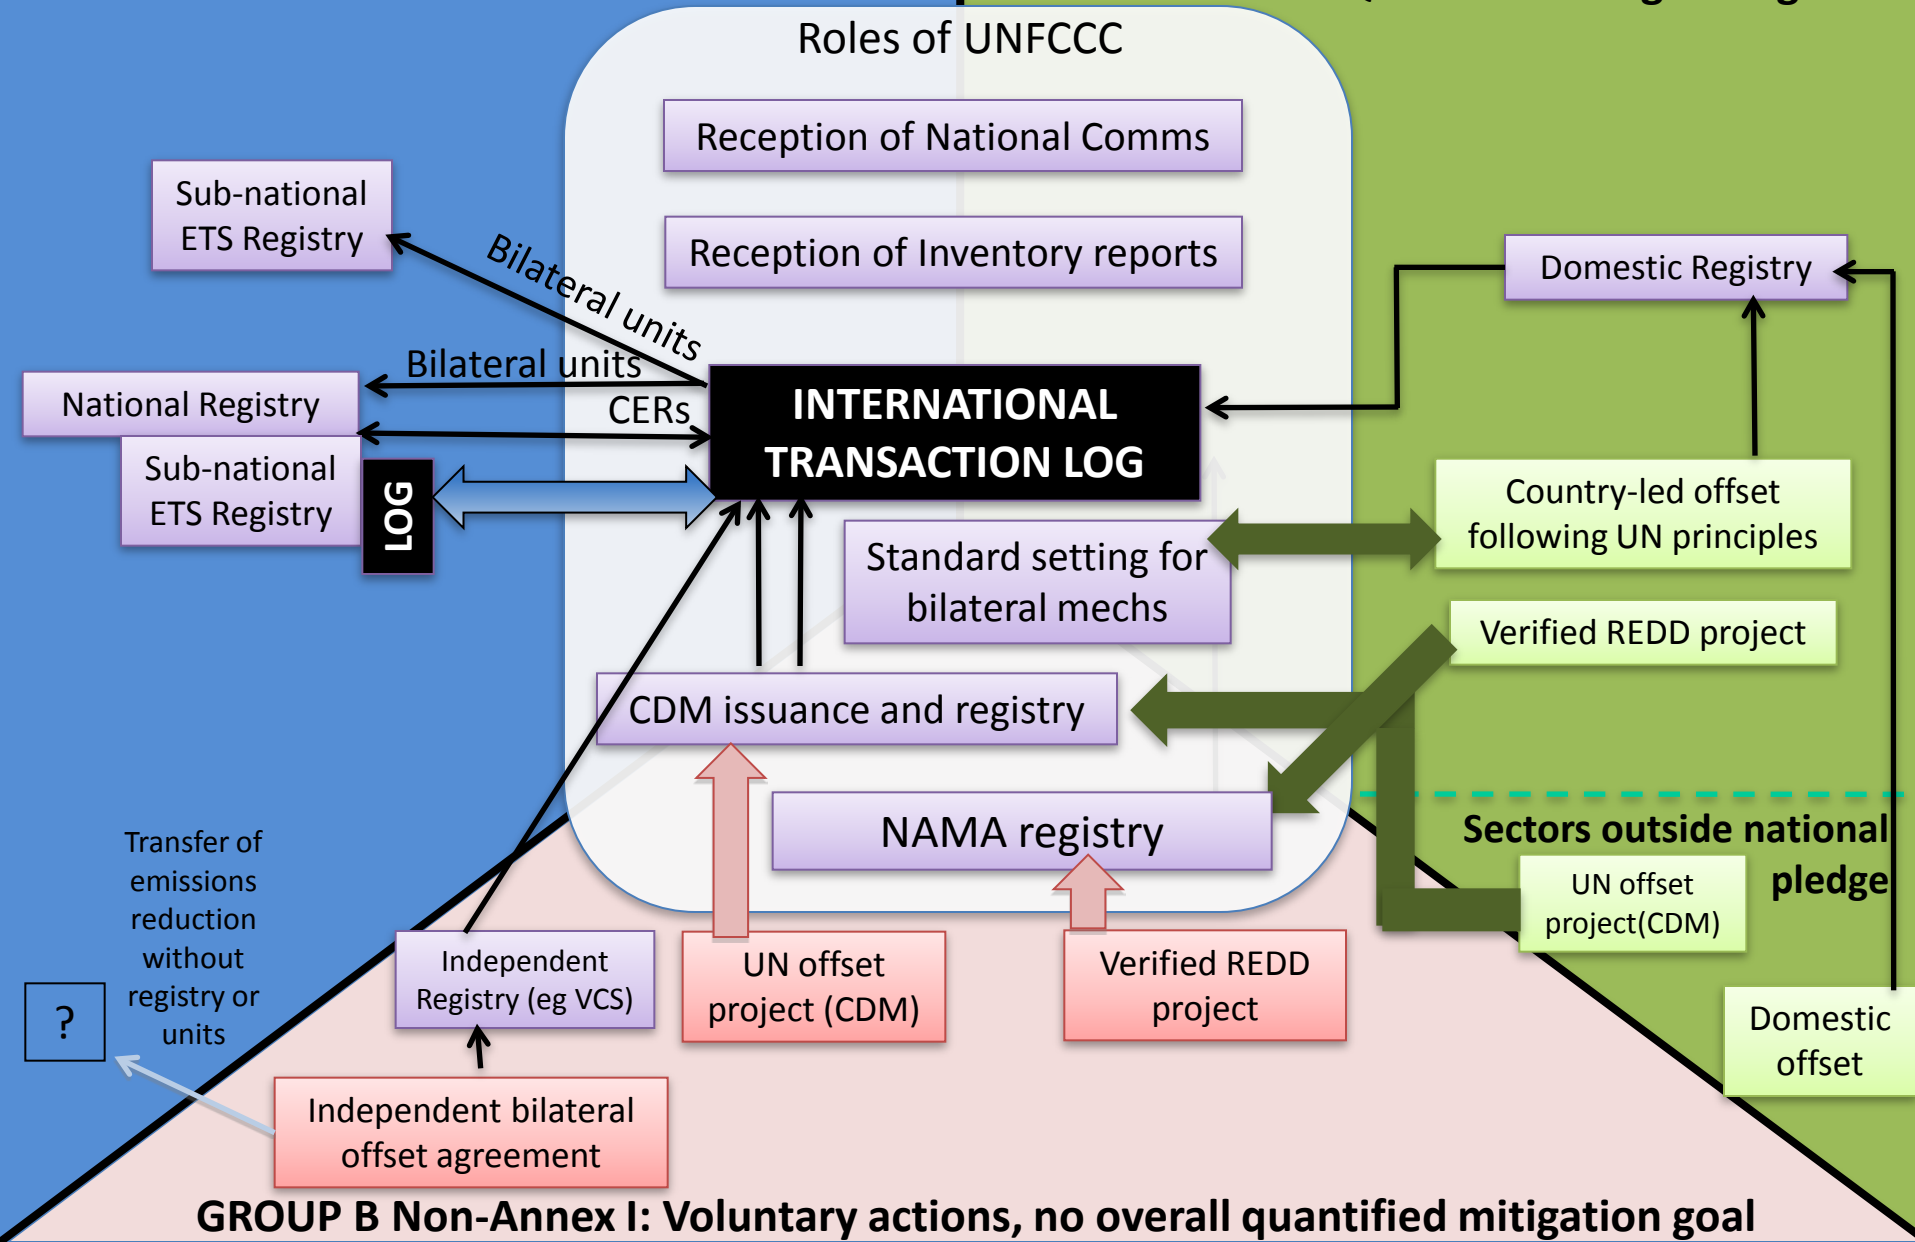 Roles of UNFCCC
Reception of National Comms
Reception of Inventory reports
Sub-national
ETS Registry
Bilateral units
Bilateral units
CERs
National Registry
Sub-national
ETS Registry
LOG
INTERNATIONAL
TRANSACTION LOG
Domestic Registry
Country-led offset
following UN principles
Standard setting for
bilateral mechs
Verified REDD project
CDM issuance and registry
NAMA registry
Sectors outside national
pledge
UN offset
project(CDM)
Transfer of
emissions
reduction
without
registry or
units
?
Independent
Registry (eg VCS)
UN offset
project (CDM)
Verified REDD
project
Domestic
offset
Independent bilateral
offset agreement
GROUP B Non-Annex I: Voluntary actions, no overall quantified mitigation goal